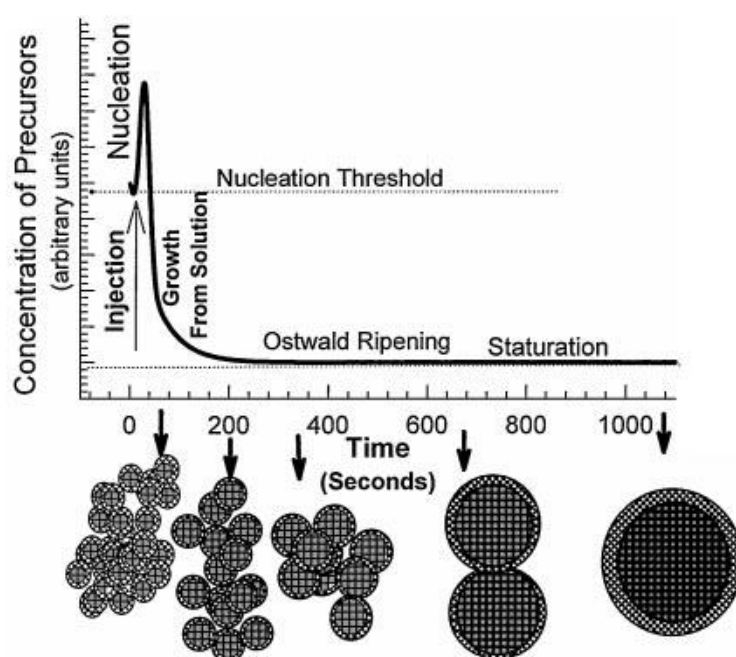 Concentration of Precursors
(arbitrary units)
Nucleation
Nucleation Threshold
Injection
Growth
From Solution
Ostwald Ripening
Staturation
0 200 400 600 800 1000
Time
(Seconds)